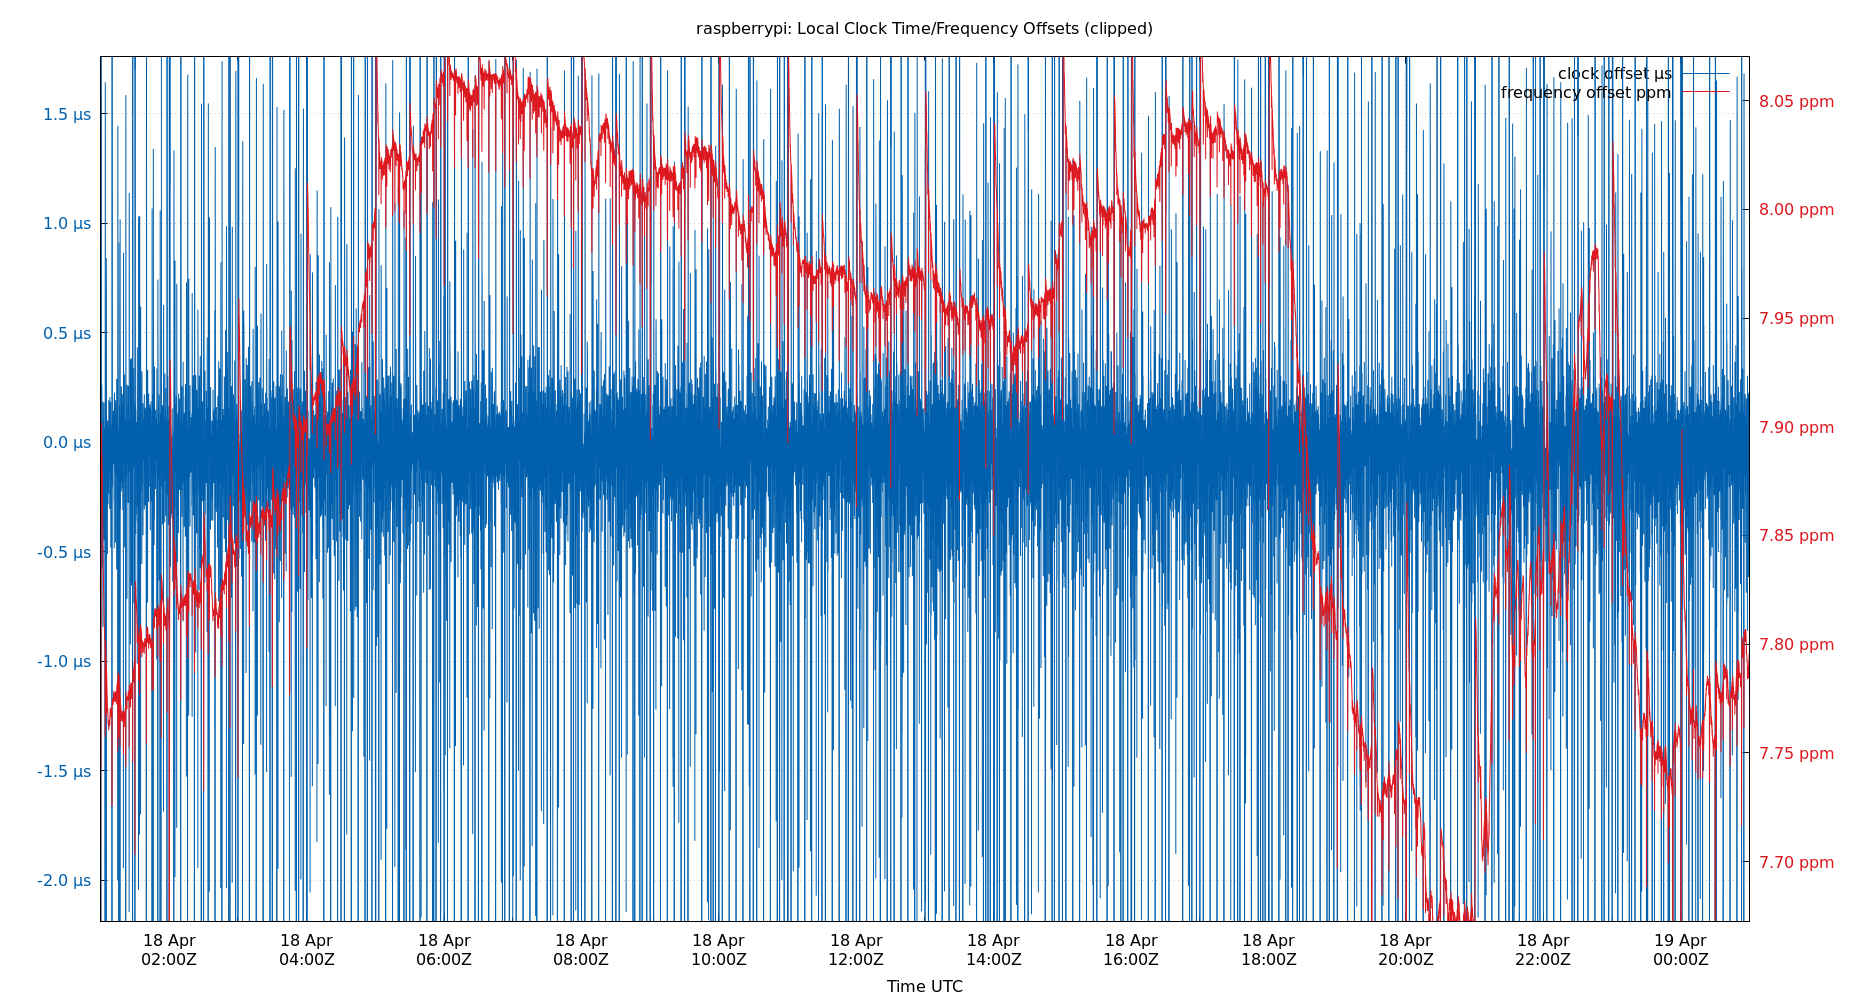 raspberrypi: Local Clock Time/Frequency Offsets (clipped)
clock offset µs
frequency offset ppm
1.5 µs
1.0 µs
0.5 µs
0.0 µs
-0.5 µs
-1.0 µs
-1.5 µs
-2.0 µs
8.05 ppm
8.00 ppm
7.95 ppm
7.90 ppm
7.85 ppm
7.80 ppm
7.75 ppm
7.70 ppm
18 Apr 18 Apr 18 Apr 18 Apr 18 Apr 18 Apr 18 Apr 18 Apr 18 Apr 18 Apr 18 Apr 19 Apr
02:00Z 04:00Z 06:00Z 08:00Z 10:00Z 12:00Z 14:00Z 16:00Z 18:00Z 20:00Z 22:00Z 00:00Z
Time UTC